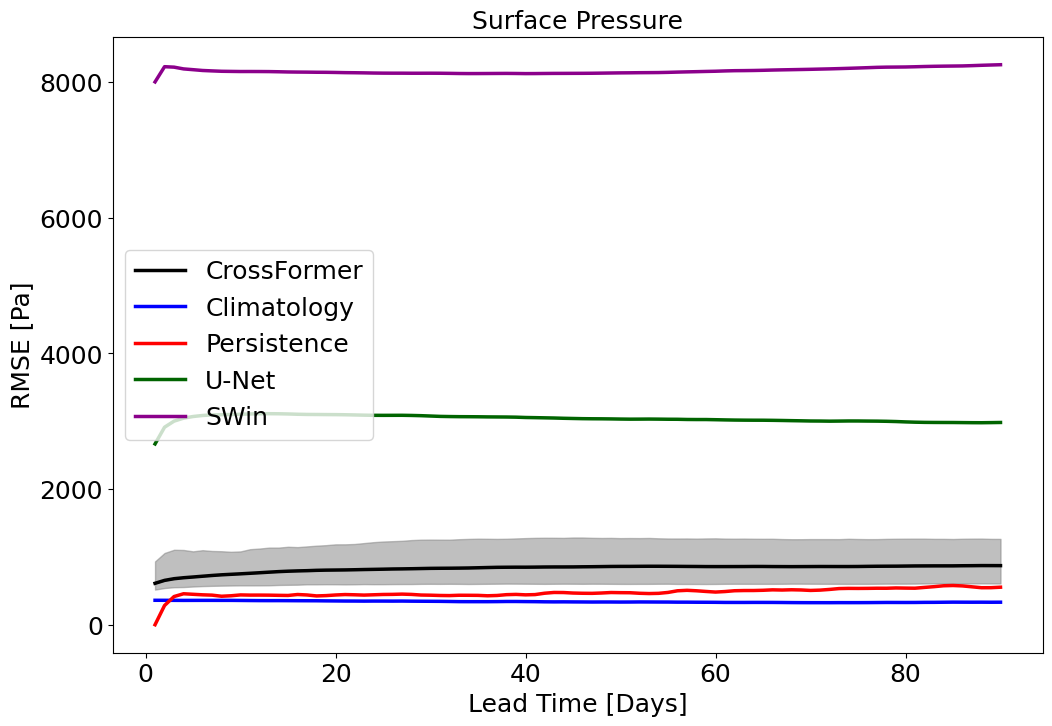 Surface Pressure
RMSE [Pa]
8000
6000
4000
2000
0
CrossFormer
Climatology
Persistence
U-Net
SWin
0 20 40 60 80
Lead Time [Days]